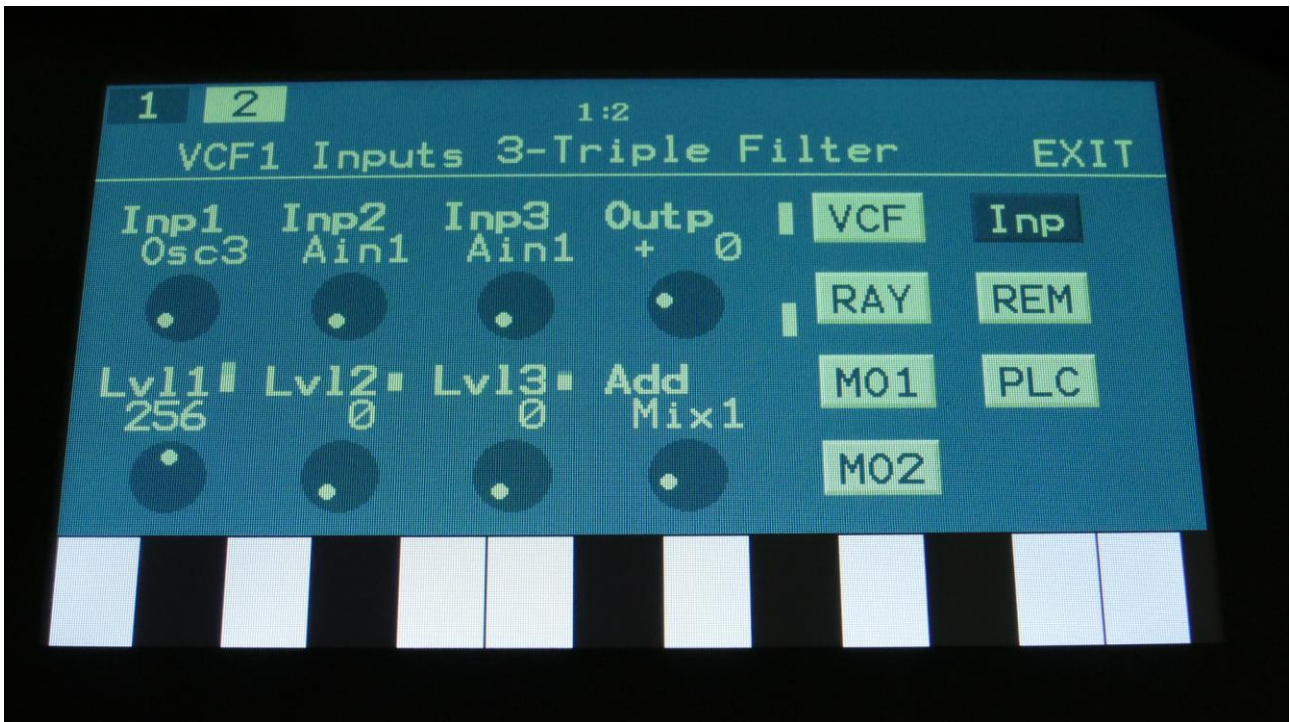 1 2 1:2
VCF1 Inputs 3-Triple Filter EXIT
Inp1 Inp2 Inp3 Outp VCF Inp
Osc3 Ain1 Ain1 + 0
RAY REM
Lvl1 Lvl2 Lvl3 Add MO1 PLC
256 0 0 Mix1
MO2